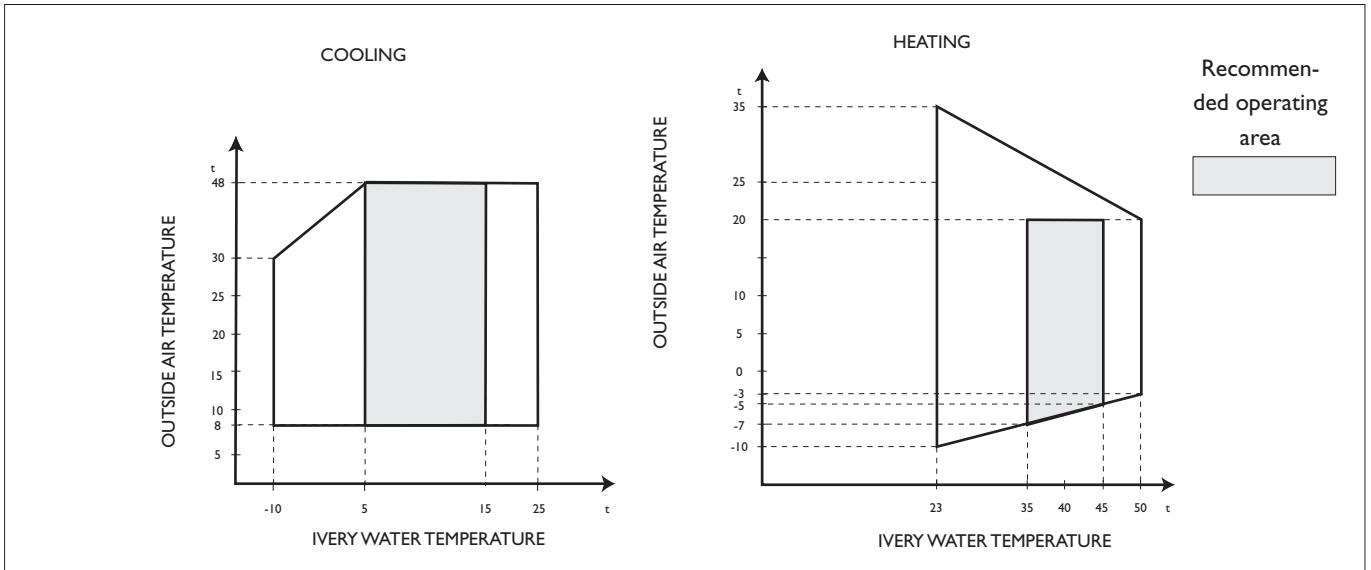 COOLING
OUTSIDE AIR TEMPERATURE
t
48
30
25
20
15
10
8
5
-10 5 15 25 t
IVERY WATER TEMPERATURE
HEATING
OUTSIDE AIR TEMPERATURE
t
35
25
20
10
5
0
-3
-5
-7
-10
23 35 40 45 50 t
IVERY WATER TEMPERATURE
Recommen-
ded operating
area